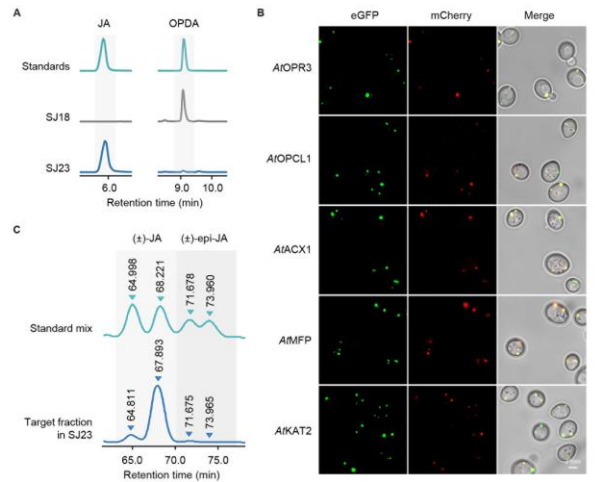 A
JA
OPDA
Standards
SJ18
SJ23
6.0
9.0
10.0
Retention time (min)
B
eGFP
mCherry
Merge
AtOPR3
AtOPCL1
AtACX1
AtMFP
AtKAT2
C
(±)-JA
(±)-epi-JA
64.998
68.221
71.678
73.960
Standard mix
67.893
64.811
71.675
73.965
Target fraction
in SJ23
65.0
70.0
75.0
Retention time (min)